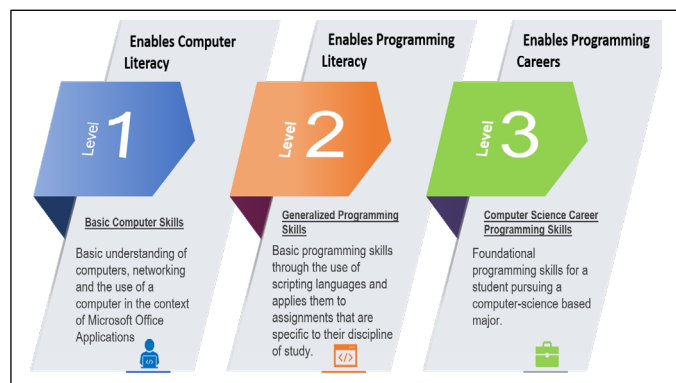 Enables Computer
Literacy
Level 1
Basic Computer Skills
Basic understanding of
computers, networking
and the use of a
computer in the context
of Microsoft Office
Applications
Enables Programming
Literacy
Level 2
Generalized Programming
Skills
Basic programming skills
through the use of
scripting languages and
applies them to
assignments that are
specific to their discipline
of study.
</>
Enables Programming
Careers
Level 3
Computer Science Career
Programming Skills
Foundational
programming skills for a
student pursuing a
computer-science based
major.